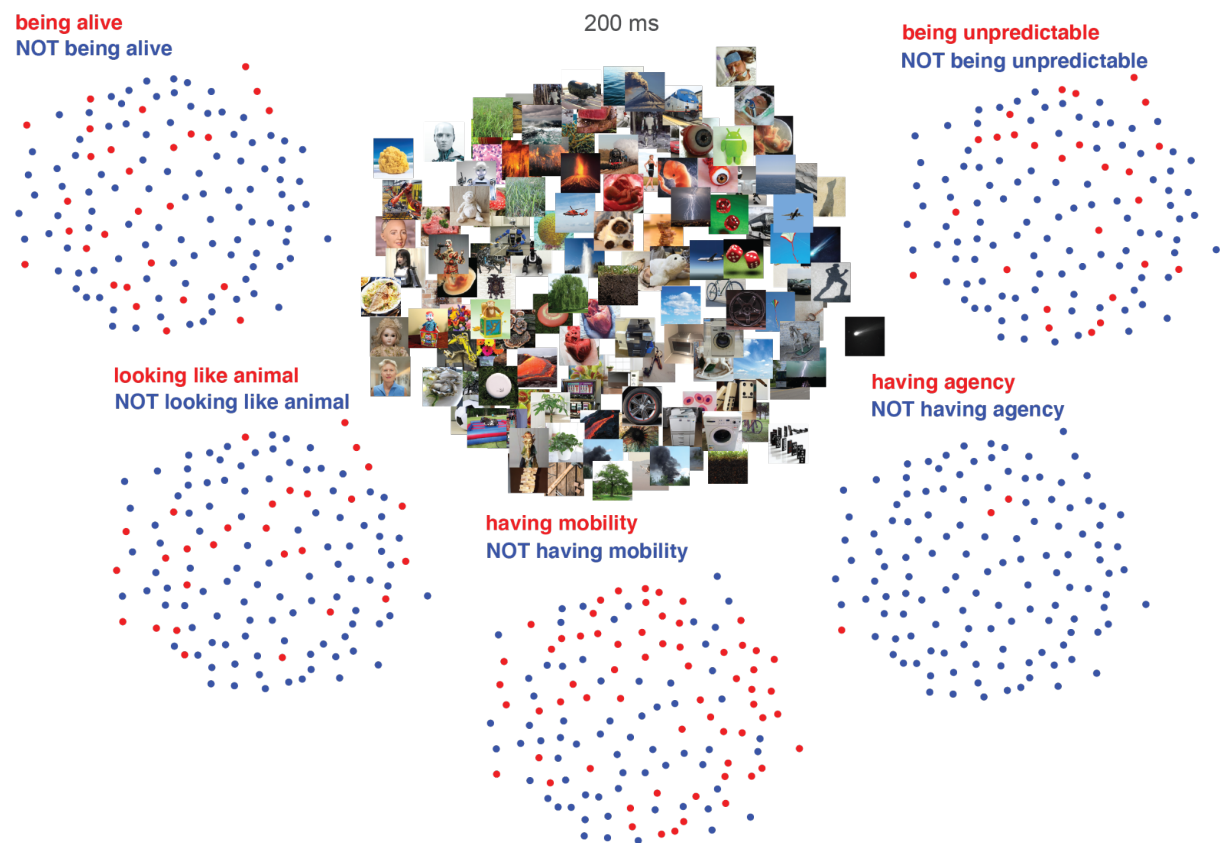 being alive
NOT being alive
200 ms
being unpredictable
NOT being unpredictable
looking like animal
NOT looking like animal
having agency
NOT having agency
having mobility
NOT having mobility